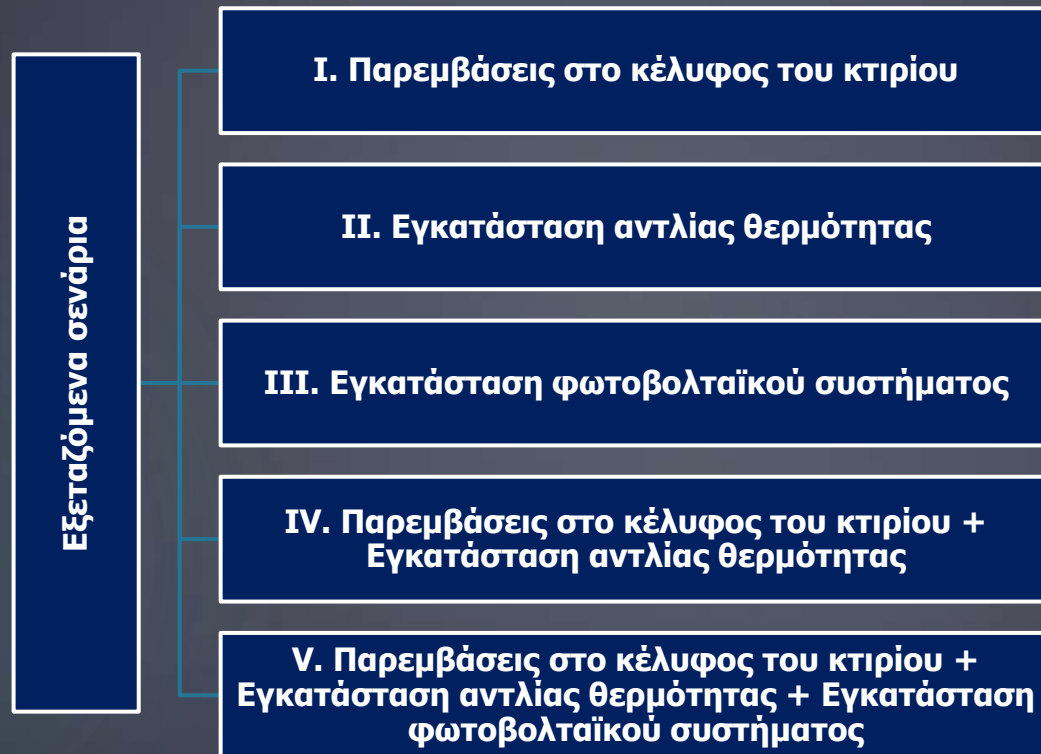 Εξεταζόμενα σενάρια
I. Παρεμβάσεις στο κέλυφος του κτιρίου
II. Εγκατάσταση αντλίας θερμότητας
III. Εγκατάσταση φωτοβολταϊκού συστήματος
IV. Παρεμβάσεις στο κέλυφος του κτιρίου +
Εγκατάσταση αντλίας θερμότητας
V. Παρεμβάσεις στο κέλυφος του κτιρίου +
Εγκατάσταση αντλίας θερμότητας + Εγκατάσταση
φωτοβολταϊκού συστήματος